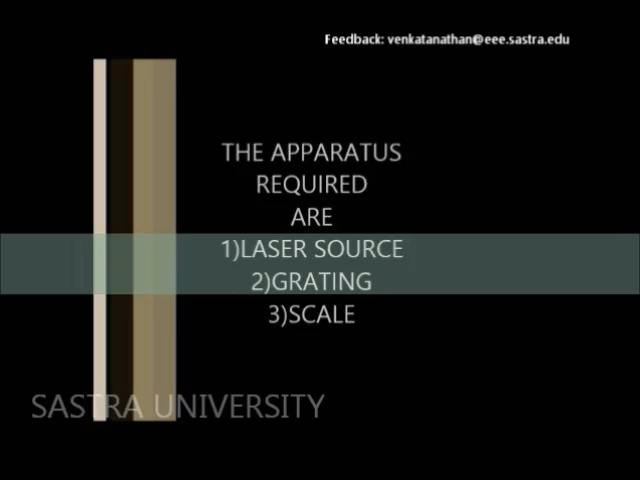 Feedback: venkatanathan@eee.sastra.edu
THE APPARATUS
REQUIRED
ARE
1)LASER SOURCE
2)GRATING
3)SCALE
SASTRA UNIVERSITY